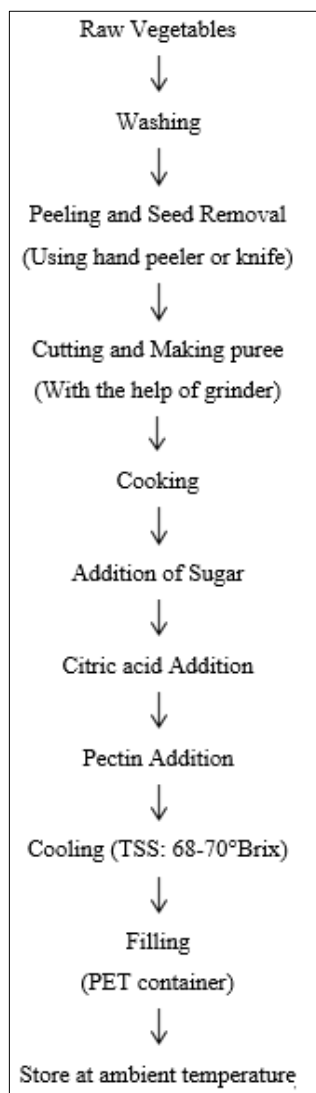 Raw Vegetables
Washing
Peeling and Seed Removal
(Using hand peeler or knife)
Cutting and Making puree
(With the help of grinder)
Cooking
Addition of Sugar
Citric acid Addition
Pectin Addition
Cooling (TSS: 68-70°Brix)
Filling
(PET container)
Store at ambient temperature